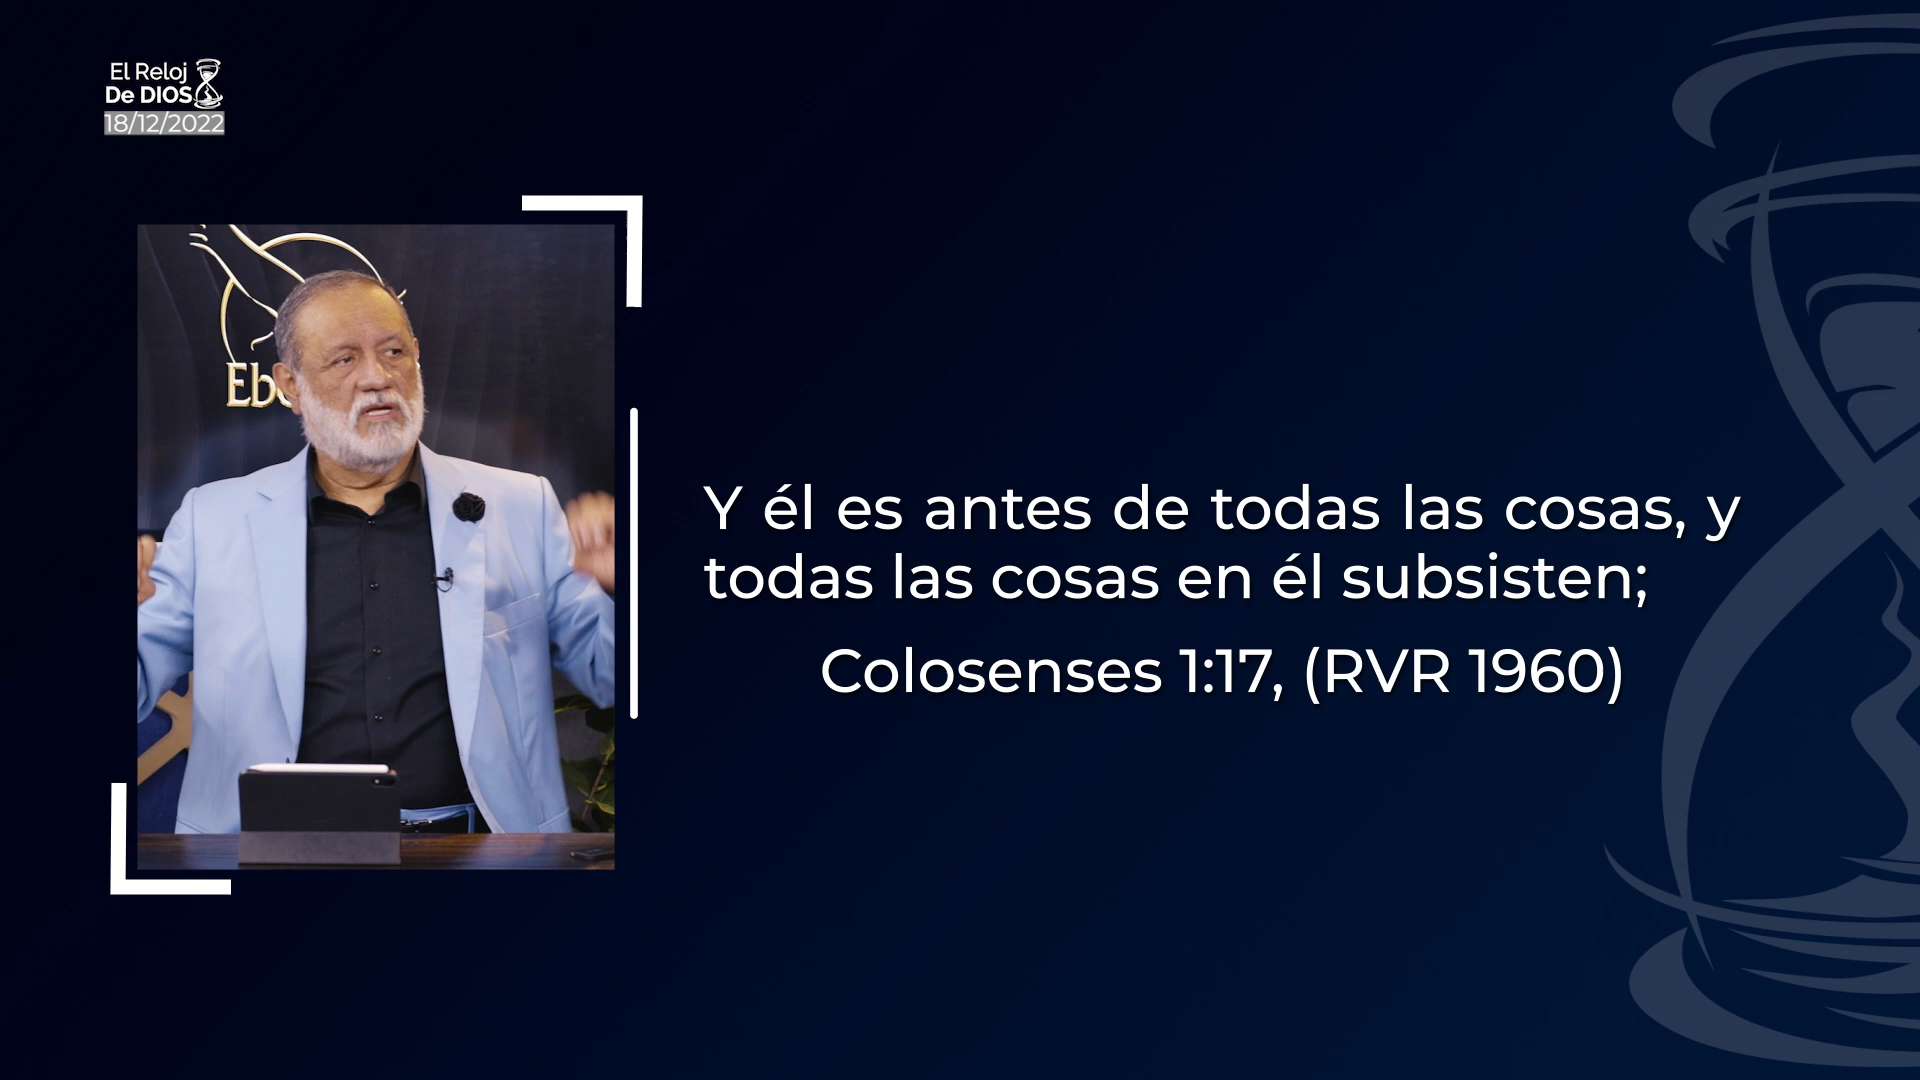 El Reloj
De DIOS
18/12/2022
Y él es antes de todas las cosas, y
todas las cosas en él subsisten;
Colosenses 1:17, (RVR 1960)